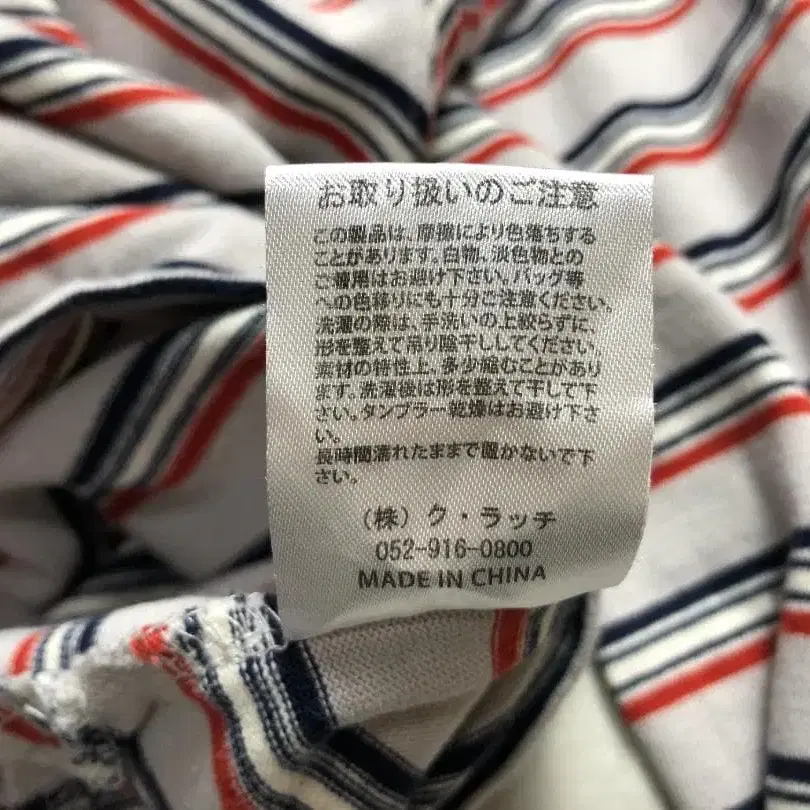 お取り扱いのご注意
この製品は、摩擦により色落ちする
ことがあります。白物、淡色物との
ご着用はお避け下さい。バッグ等
への色移りにも十分ご注意ください。
洗濯の際は、手洗いの上絞らずに、
形を整えて吊り陰干ししてください。
素材の特性上、多少縮むことがあり
ます。洗濯後は形を整えて干して下
さい。タンブラー乾燥はお避け下さ
い。
長時間濡れたままで置かないで下
さい。
(株)ク・ラッチ
052-916-0800
MADE IN CHINA